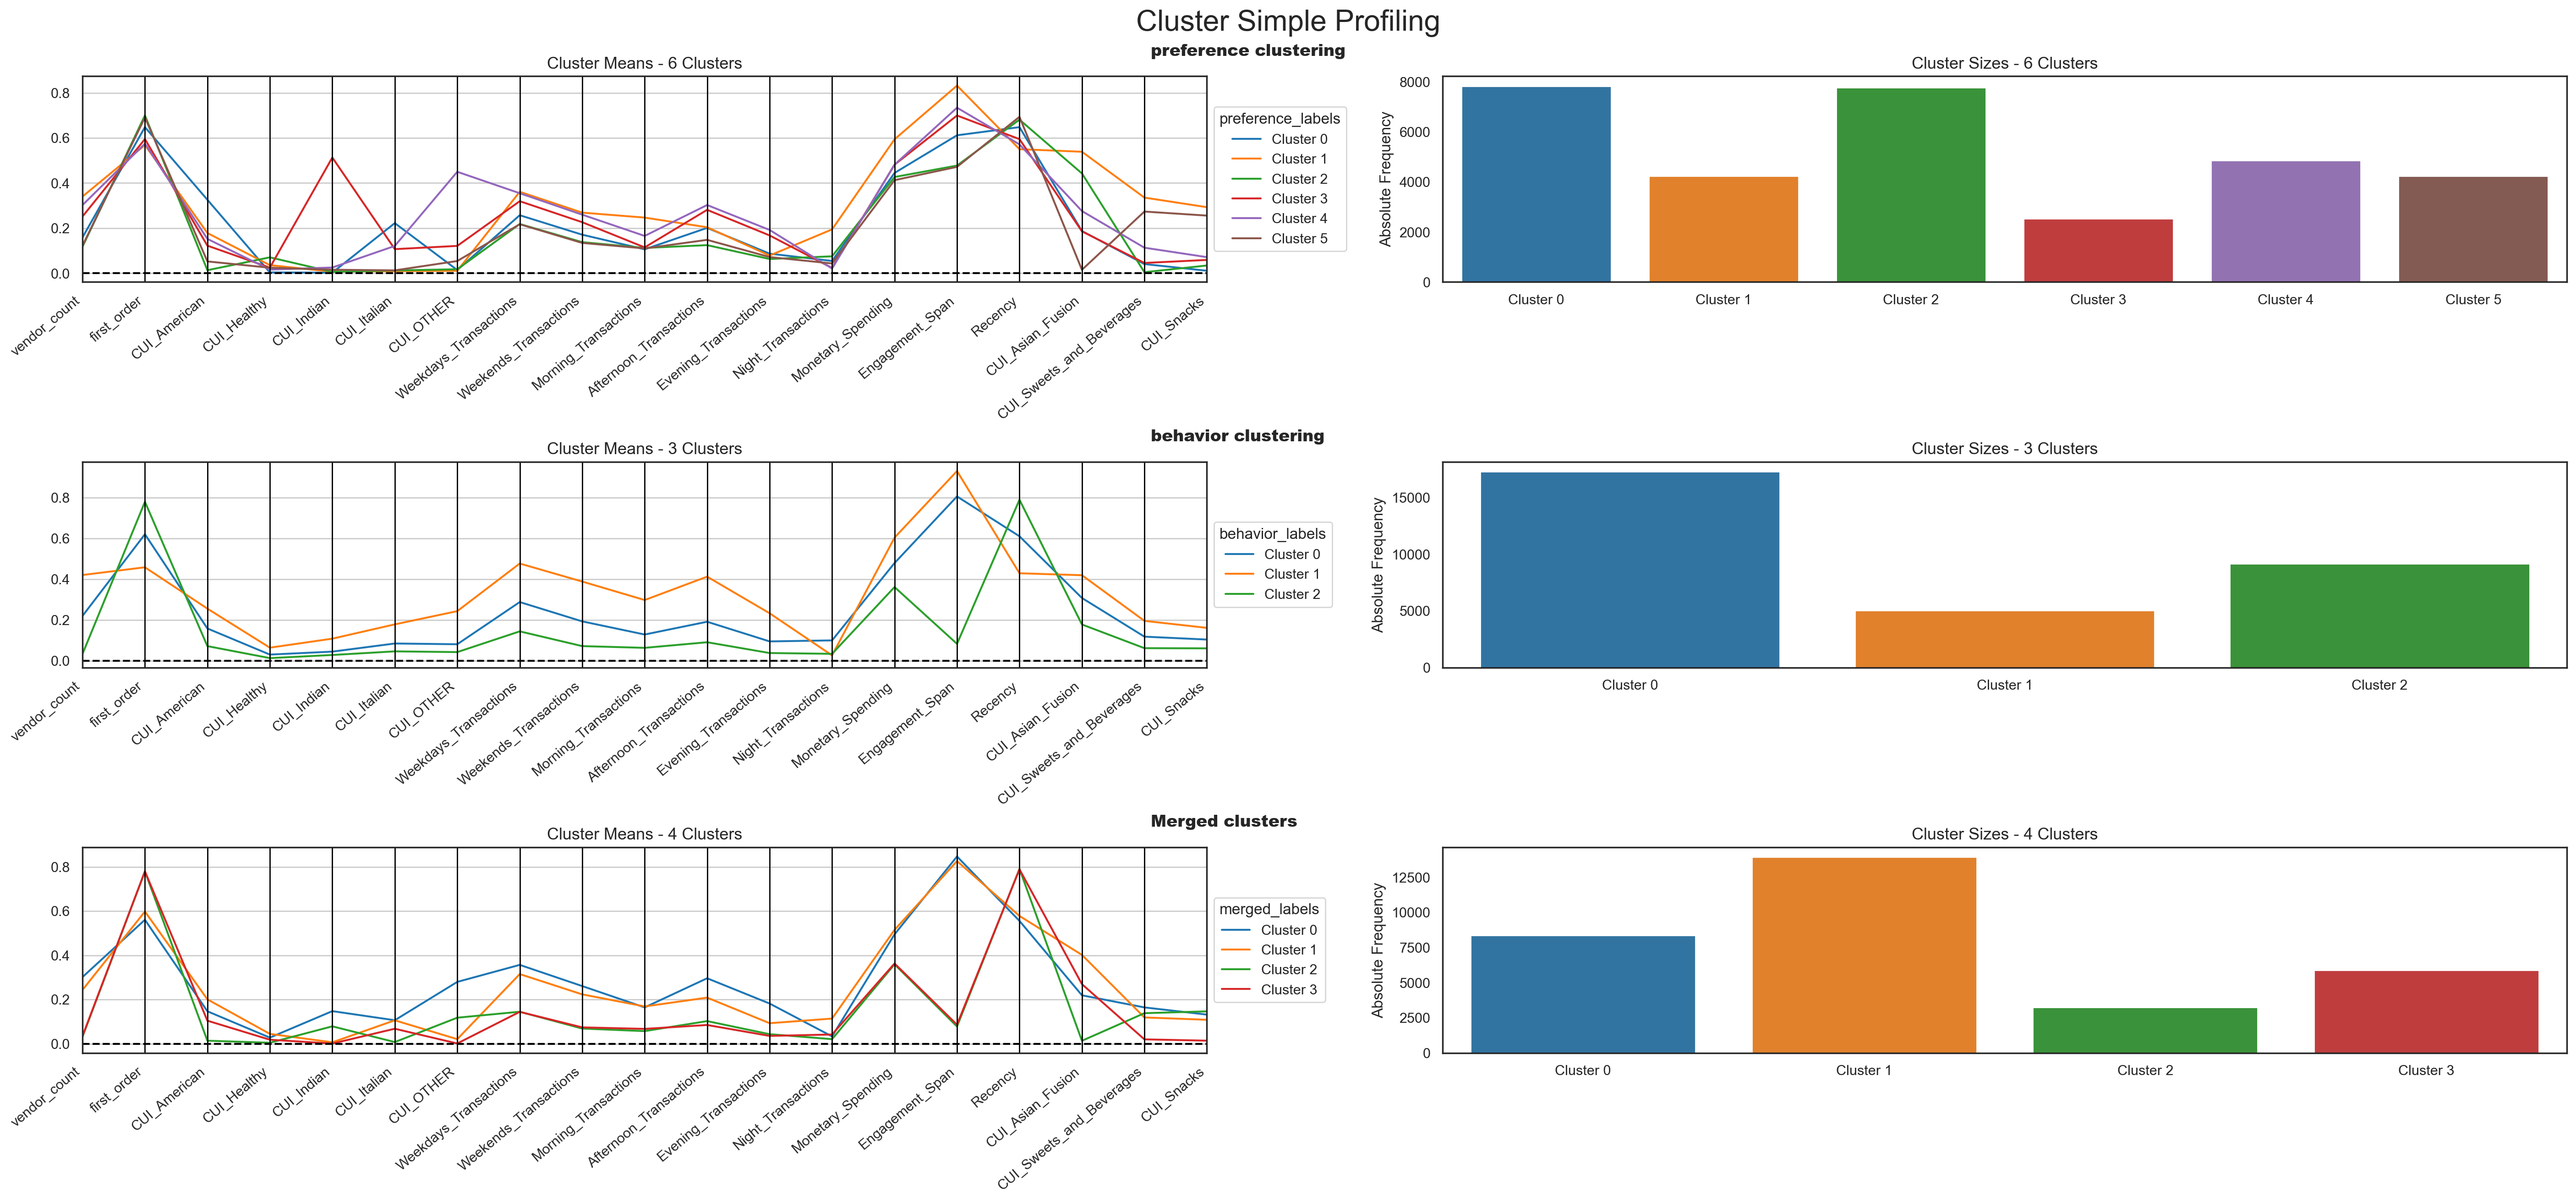 Cluster Simple Profiling
preference clustering
Cluster Means - 6 Clusters
0.8
0.6
0.4
0.2
0.0
vendor_count
first_order
CUI_American
CUI_Healthy
CUI_Indian
CUI_Italian
CUI_OTHER
Weekdays_Transactions
Weekends_Transactions
Morning_Transactions
Afternoon_Transactions
Evening_Transactions
Night_Transactions
Monetary_Spending
Engagement_Span
Recency
CUI_Asian_Fusion
CUI_Sweets_and_Beverages
CUI_Snacks
preference_labels
Cluster 0
Cluster 1
Cluster 2
Cluster 3
Cluster 4
Cluster 5
Cluster Sizes - 6 Clusters
Absolute Frequency
8000
6000
4000
2000
0
Cluster 0
Cluster 1
Cluster 2
Cluster 3
Cluster 4
Cluster 5
behavior clustering
Cluster Means - 3 Clusters
0.8
0.6
0.4
0.2
0.0
vendor_count
first_order
CUI_American
CUI_Healthy
CUI_Indian
CUI_Italian
CUI_OTHER
Weekdays_Transactions
Weekends_Transactions
Morning_Transactions
Afternoon_Transactions
Evening_Transactions
Night_Transactions
Monetary_Spending
Engagement_Span
Recency
CUI_Asian_Fusion
CUI_Sweets_and_Beverages
CUI_Snacks
behavior_labels
Cluster 0
Cluster 1
Cluster 2
Cluster Sizes - 3 Clusters
Absolute Frequency
15000
10000
5000
0
Cluster 0
Cluster 1
Cluster 2
Merged clusters
Cluster Means - 4 Clusters
0.8
0.6
0.4
0.2
0.0
vendor_count
first_order
CUI_American
CUI_Healthy
CUI_Indian
CUI_Italian
CUI_OTHER
Weekdays_Transactions
Weekends_Transactions
Morning_Transactions
Afternoon_Transactions
Evening_Transactions
Night_Transactions
Monetary_Spending
Engagement_Span
Recency
CUI_Asian_Fusion
CUI_Sweets_and_Beverages
CUI_Snacks
merged_labels
Cluster 0
Cluster 1
Cluster 2
Cluster 3
Cluster Sizes - 4 Clusters
Absolute Frequency
12500
10000
7500
5000
2500
0
Cluster 0
Cluster 1
Cluster 2
Cluster 3